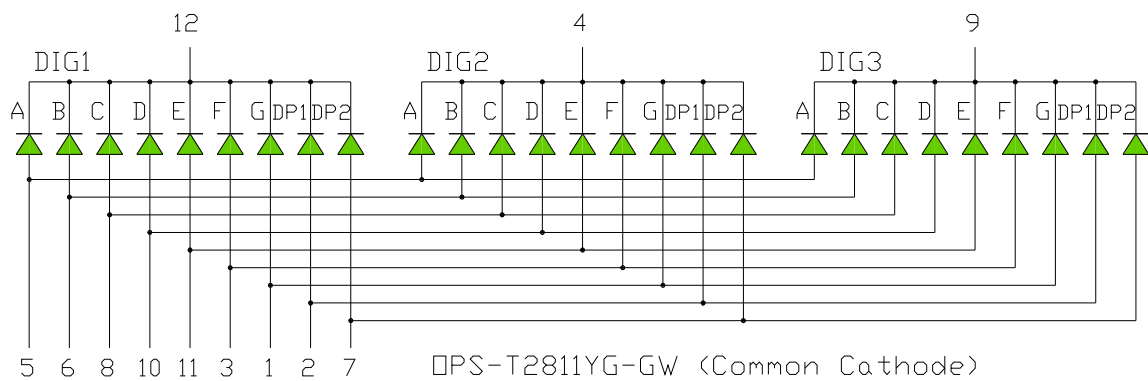 12 4 9
DIG1 DIG2 DIG3
A B C D E F G DP1 DP2 A B C D E F G DP1 DP2 A B C D E F G DP1 DP2
5 6 8 10 11 3 1 2 7 OPS-T2811YG-GW (Common Cathode)